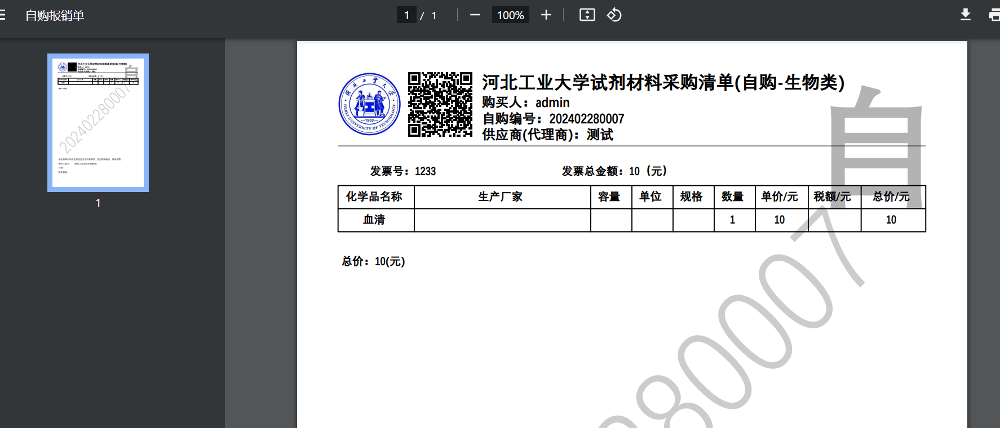 自购报销单
1 / 1
100%
河北工业大学试剂材料采购清单(自购-生物类)
购买人：admin
自购编号：202402280007
供应商(代理商)：测试
河北工业大学
HEBEI UNIVERSITY OF TECHNOLOGY
1903
自
发票号：1233 发票总金额：10（元）
化学品名称 生产厂家 容量 单位 规格 数量 单价/元 税额/元 总价/元
血清 1 10 10
总价：10(元)
80007
202402280007
1